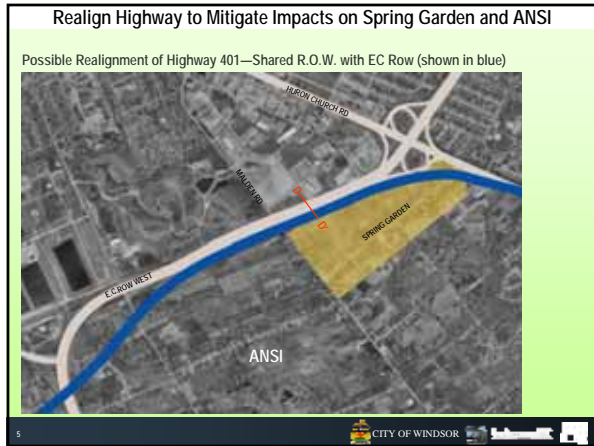 Realign Highway to Mitigate Impacts on Spring Garden and ANSI
Possible Realignment of Highway 401—Shared R.O.W. with EC Row (shown in blue)
HURON CHURCH RD
MALDEN RD
D
D'
SPRING GARDEN
E.C.ROW WEST
ANSI
5
CITY OF WINDSOR